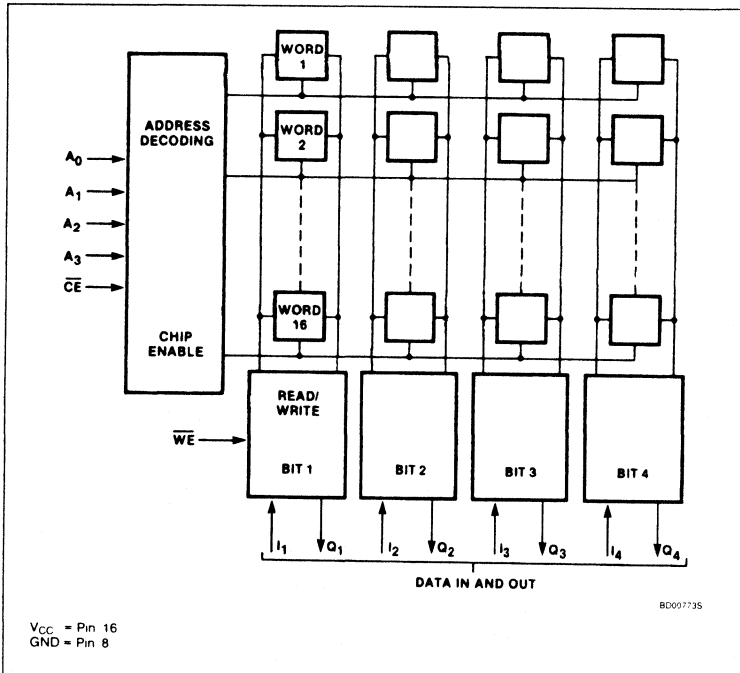 WORD
1
ADDRESS
DECODING
WORD
2
A0
A1
A2
A3
CE
WORD
16
CHIP
ENABLE
READ/
WRITE
WE
BIT 1
BIT 2
BIT 3
BIT 4
I1
Q1
I2
Q2
I3
Q3
I4
Q4
DATA IN AND OUT
BD00773S
VCC = Pin 16
GND = Pin 8